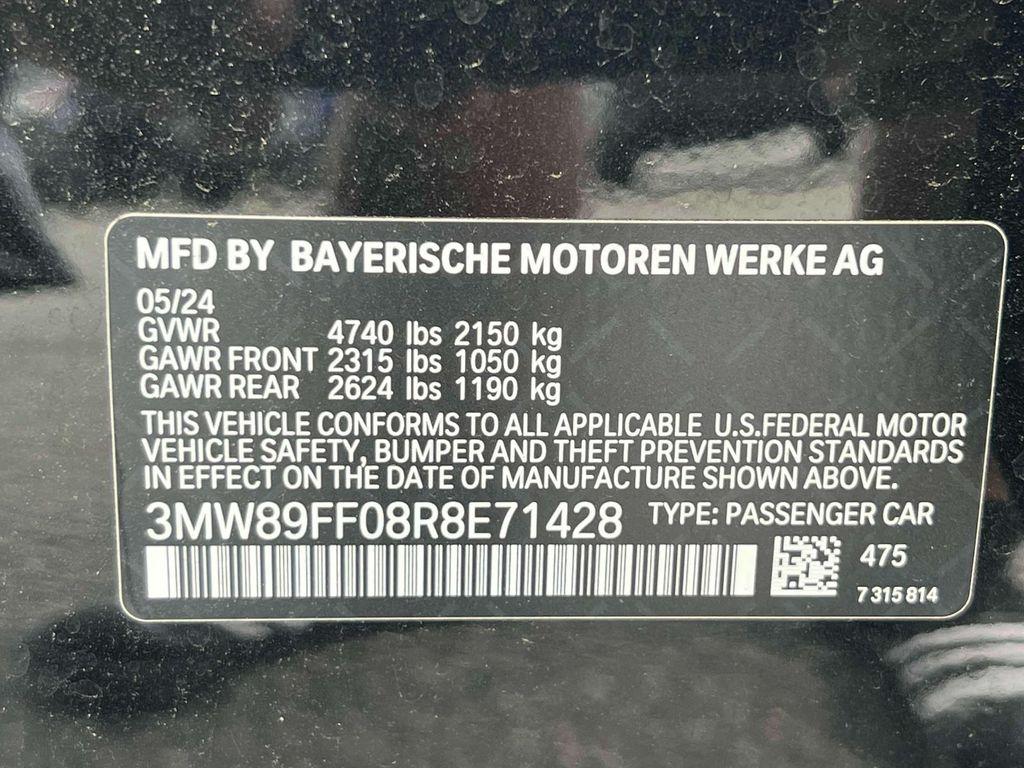 MFD BY BAYERISCHE MOTOREN WERKE AG
05/24
GVWR 4740 lbs 2150 kg
GAWR FRONT 2315 lbs 1050 kg
GAWR REAR 2624 lbs 1190 kg
THIS VEHICLE CONFORMS TO ALL APPLICABLE U.S.FEDERAL MOTOR
VEHICLE SAFETY, BUMPER AND THEFT PREVENTION STANDARDS
IN EFFECT ON THE DATE OF MANUFACTURE SHOWN ABOVE.
3MW89FF08R8E71428 TYPE: PASSENGER CAR
475
7 315 814